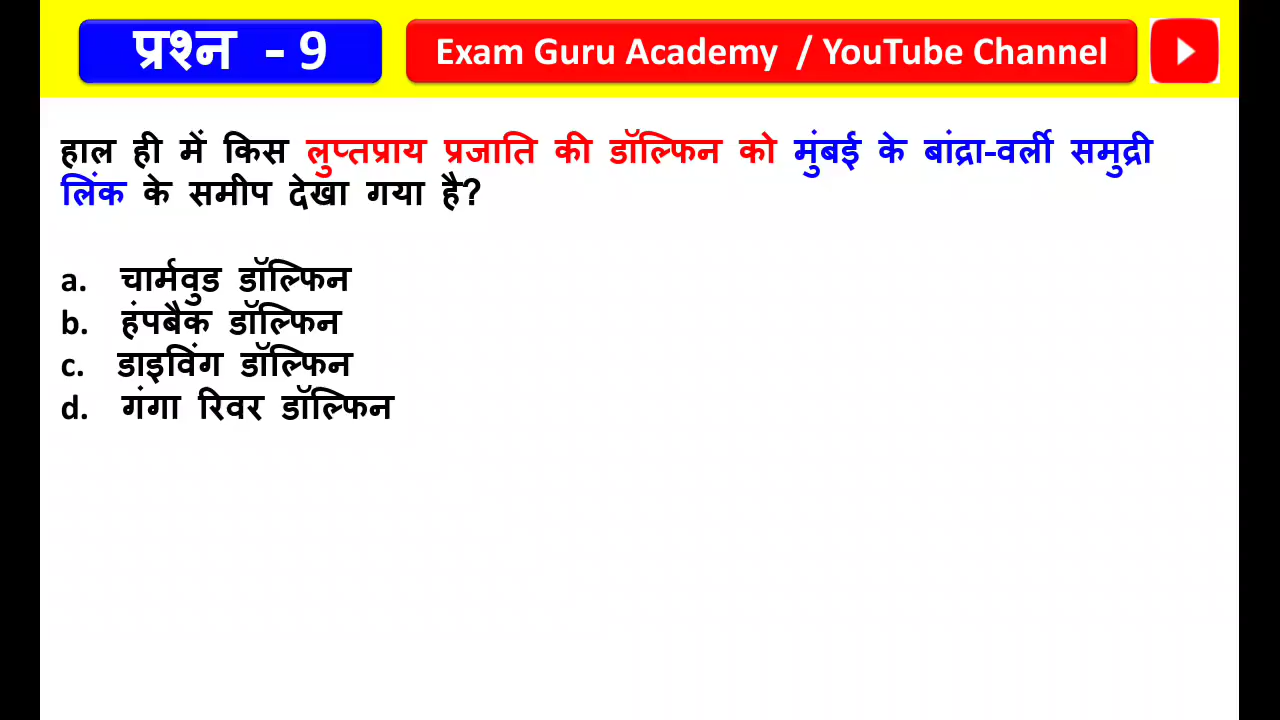 प्रश्न - 9
Exam Guru Academy / YouTube Channel
हाल ही में किस लुप्तप्राय प्रजाति की डॉल्फिन को मुंबई के बांद्रा-वर्ली समुद्री
लिंक के समीप देखा गया है?
a. चार्मवुड डॉल्फिन
b. हंपबैक डॉल्फिन
c. डाइविंग डॉल्फिन
d. गंगा रिवर डॉल्फिन